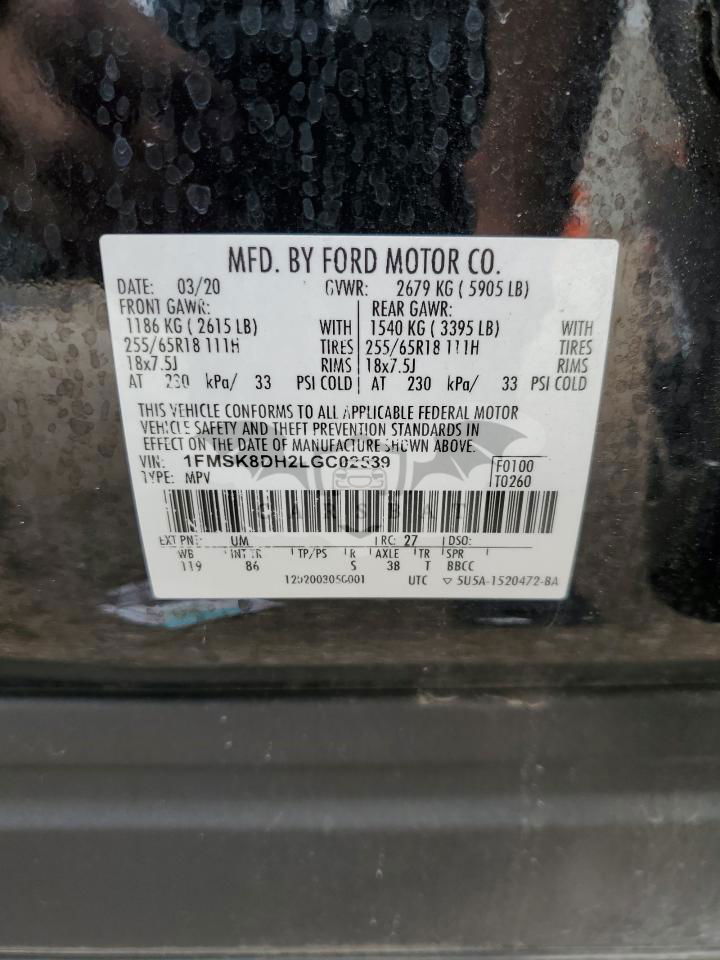 MFD. BY FORD MOTOR CO.
DATE: 03/20 GVWR: 2679 KG ( 5905 LB)
FRONT GAWR: REAR GAWR:
1186 KG ( 2615 LB) WITH 1540 KG ( 3395 LB) WITH
255/65R18 111H TIRES 255/65R18 111H TIRES
18x7.5J RIMS 18x7.5J RIMS
AT 230 kPa/ 33 PSI COLD AT 230 kPa/ 33 PSI COLD
THIS VEHICLE CONFORMS TO ALL APPLICABLE FEDERAL MOTOR
VEHICLE SAFETY AND THEFT PREVENTION STANDARDS IN
EFFECT ON THE DATE OF MANUFACTURE SHOWN ABOVE.
VIN: 1FMSK8DH2LGC02539 F0100
TYPE: MPV T0260
CARSBAT
EXT PNT: UM RC: 27 DSO:
WB INT TR TP/PS R AXLE TR SPR
119 86 S 38 T BBCC
UTC ▽ 5U5A-1520472-BA